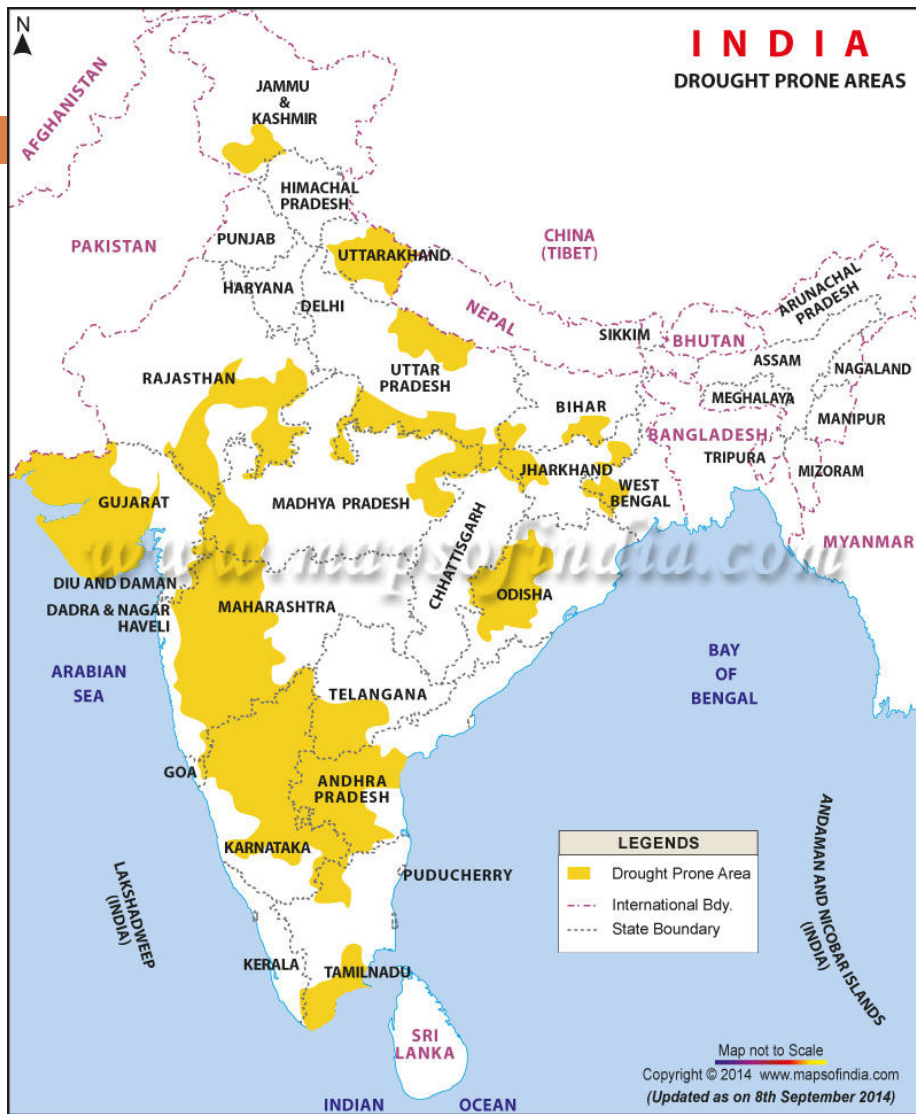 N
INDIA
DROUGHT PRONE AREAS
AFGHANISTAN
JAMMU
&
KASHMIR
HIMACHAL
PRADESH
PAKISTAN
PUNJAB
UTTARAKHAND
CHINA
(TIBET)
HARYANA
DELHI
NEPAL
SIKKIM
BHUTAN
ARUNACHAL
PRADESH
ASSAM
NAGALAND
RAJASTHAN
UTTAR
PRADESH
MEGHALAYA
BIHAR
MANIPUR
BANGLADESH
TRIPURA
MIZORAM
JHARKHAND
WEST
BENGAL
GUJARAT
MADHYA PRADESH
CHHATTISGARH
MYANMAR
www.mapsofindia.com
DIU AND DAMAN
DADRA & NAGAR
HAVELI
MAHARASHTRA
ODISHA
ARABIAN
SEA
BAY
OF
BENGAL
TELANGANA
GOA
ANDHRA
PRADESH
KARNATAKA
PUDUCHERRY
LAKSHADWEEP
(INDIA)
ANDAMAN AND NICOBAR ISLANDS
(INDIA)
LEGENDS
Drought Prone Area
International Bdy.
State Boundary
KERALA
TAMILNADU
SRI
LANKA
INDIAN OCEAN
Map not to Scale
Copyright © 2014 www.mapsofindia.com
(Updated as on 8th September 2014)